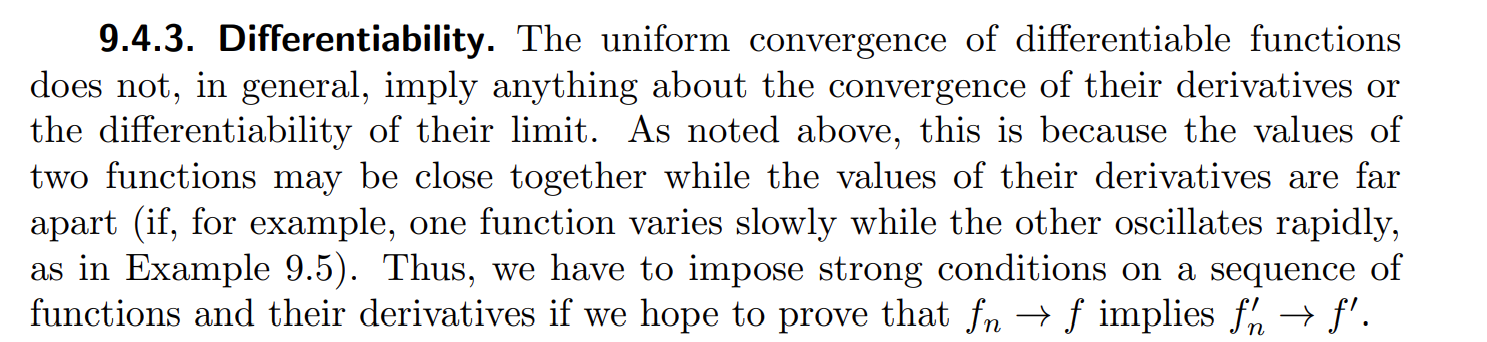 9.4.3. Differentiability. The uniform convergence of differentiable functions
does not, in general, imply anything about the convergence of their derivatives or
the differentiability of their limit. As noted above, this is because the values of
two functions may be close together while the values of their derivatives are far
apart (if, for example, one function varies slowly while the other oscillates rapidly,
as in Example 9.5). Thus, we have to impose strong conditions on a sequence of
functions and their derivatives if we hope to prove that fₙ → f implies f′ₙ → f′.